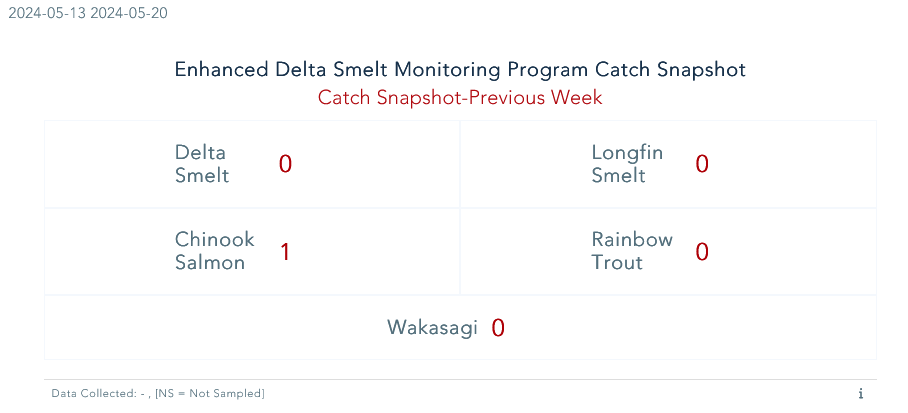 2024-05-13 2024-05-20
Enhanced Delta Smelt Monitoring Program Catch Snapshot
Catch Snapshot-Previous Week
Delta
Smelt
0
Longfin
Smelt
0
Chinook
Salmon
1
Rainbow
Trout
0
Wakasagi 0
Data Collected: - , [NS = Not Sampled]
i